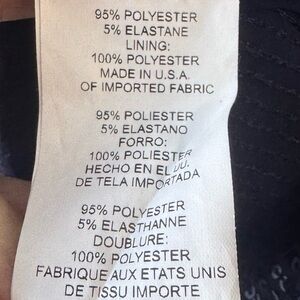 95% POLYESTER
5% ELASTANE
LINING:
100% POLYESTER
MADE IN U.S.A.
OF IMPORTED FABRIC
95% POLIESTER
5% ELASTANO
FORRO:
100% POLIESTER
HECHO EN EL.UU.
DE TELA IMPORTADA
95% POLYESTER
5% ELASTHANNE
DOUBLURE:
100% POLYESTER
FABRIQUE AUX ETATS UNIS
DE TISSU IMPORTE